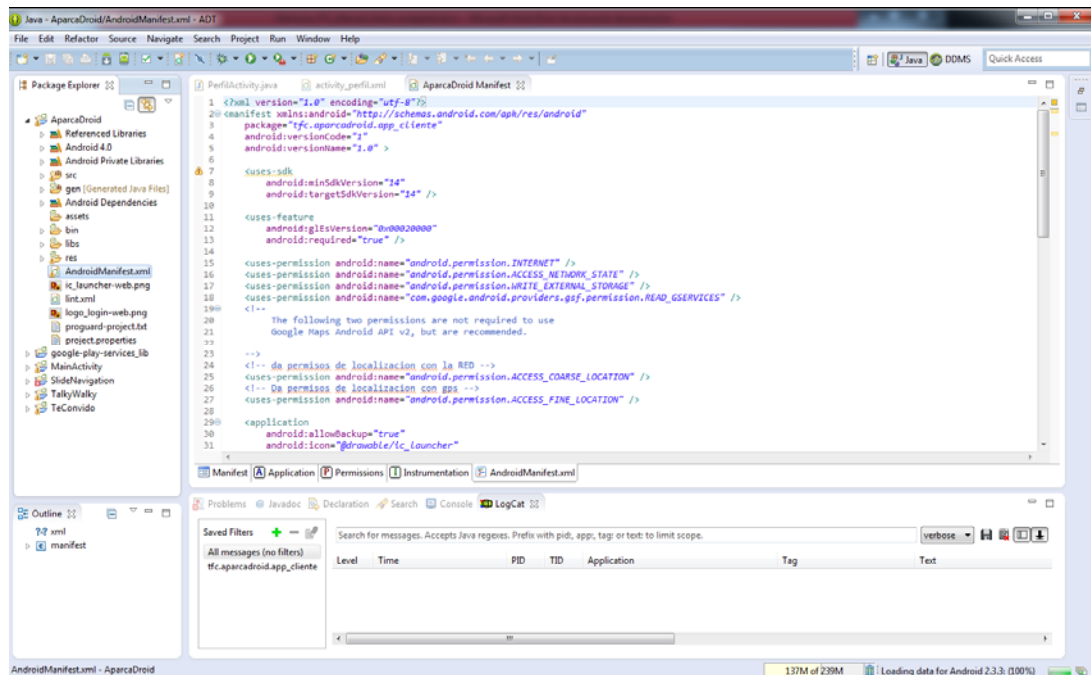 Java - AparcaDroid/AndroidManifest.xml - ADT
File Edit Refactor Source Navigate Search Project Run Window Help
Java DDMS Quick Access
Package Explorer
AparcaDroid
Referenced Libraries
Android 4.0
Android Private Libraries
src
gen [Generated Java Files]
Android Dependencies
assets
bin
libs
res
AndroidManifest.xml
ic_launcher-web.png
lint.xml
logo_login-web.png
proguard-project.txt
project.properties
google-play-services_lib
MainActivity
SlideNavigation
TalkyWalky
TeConvido
PerfilActivity.java activity_perfil.xml AparcaDroid Manifest
1 <?xml version="1.0" encoding="utf-8"?>
2 <manifest xmlns:android="http://schemas.android.com/apk/res/android"
3 package="tfc.aparcadroid.app_cliente"
4 android:versionCode="1"
5 android:versionName="1.0" >
6
7 <uses-sdk
8 android:minSdkVersion="14"
9 android:targetSdkVersion="14" />
10
11 <uses-feature
12 android:glEsVersion="0x00020000"
13 android:required="true" />
14
15 <uses-permission android:name="android.permission.INTERNET" />
16 <uses-permission android:name="android.permission.ACCESS_NETWORK_STATE" />
17 <uses-permission android:name="android.permission.WRITE_EXTERNAL_STORAGE" />
18 <uses-permission android:name="com.google.android.providers.gsf.permission.READ_GSERVICES" />
19 <!--
20 The following two permissions are not required to use
21 Google Maps Android API v2, but are recommended.
22
23 -->
24 <!-- da permisos de localizacion con la RED -->
25 <uses-permission android:name="android.permission.ACCESS_COARSE_LOCATION" />
26 <!-- Da permisos de localizacion con gps -->
27 <uses-permission android:name="android.permission.ACCESS_FINE_LOCATION" />
28
29 <application
30 android:allowBackup="true"
31 android:icon="@drawable/ic_launcher"
Manifest A Application P Permissions I Instrumentation AndroidManifest.xml
Outline
?-? xml
e manifest
Problems @ Javadoc Declaration Search Console LogCat
Saved Filters
All messages (no filters)
tfc.aparcadroid.app_cliente
Search for messages. Accepts Java regexes. Prefix with pid:, app:, tag: or text: to limit scope.
verbose
Level Time PID TID Application Tag Text
AndroidManifest.xml - AparcaDroid
137M of 239M
Loading data for Android 2.3.3: (100%)